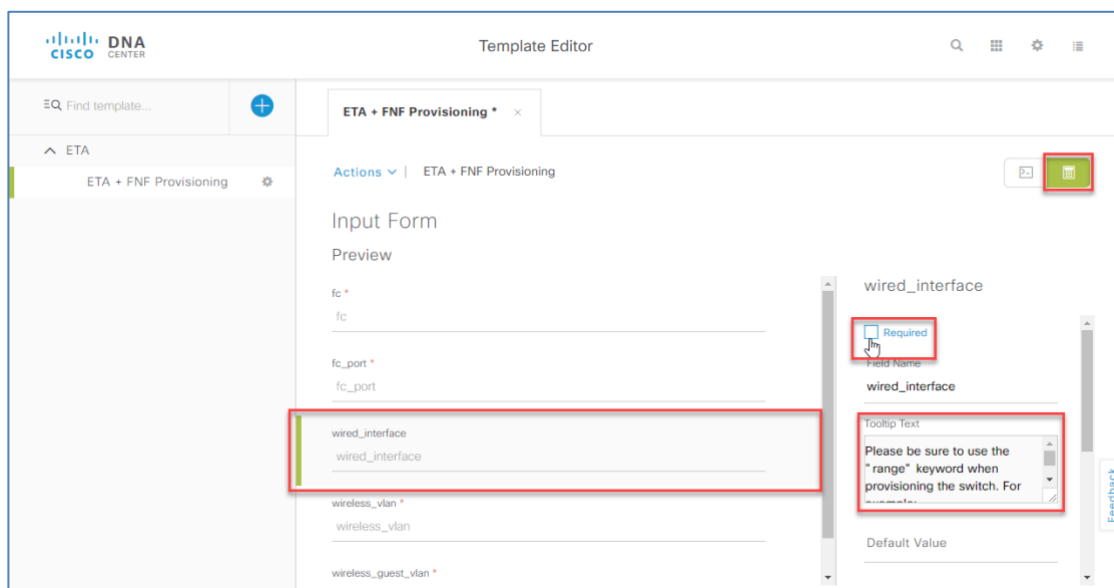 CISCO DNA CENTER
Template Editor
Find template...
ETA + FNF Provisioning *
ETA
ETA + FNF Provisioning
Actions | ETA + FNF Provisioning
Input Form
Preview
fc *
fc
fc_port *
fc_port
wired_interface
wired_interface
wireless_vlan *
wireless_vlan
wireless_guest_vlan *
wired_interface
Required
Field Name
wired_interface
Tooltip Text
Please be sure to use the
"range" keyword when
provisioning the switch. For
example:
Default Value
Feedback